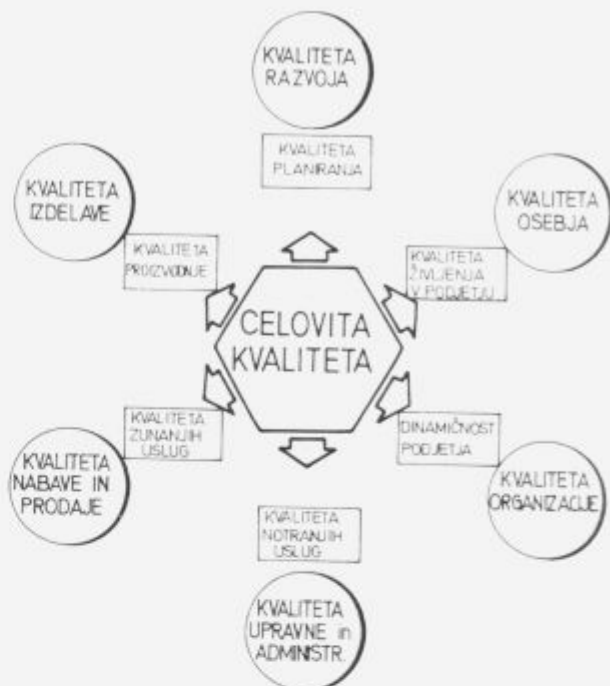 KVALITETA
RAZVOJA
KVALITETA
PLANIRANJA
KVALITETA
IZDELAVE
KVALITETA
PROIZVODNJE
KVALITETA
OSEBJA
KVALITETA
ŽIVLJENJA
V PODJETJU
CELOVITA
KVALITETA
KVALITETA
ZUNANJIH
USLUG
KVALITETA
NABAVE IN
PRODAJE
DINAMIČNOST
PODJETJA
KVALITETA
ORGANIZACIJE
KVALITETA
NOTRANJIH
USLUG
KVALITETA
UPRAVNE in
ADMINISTR.